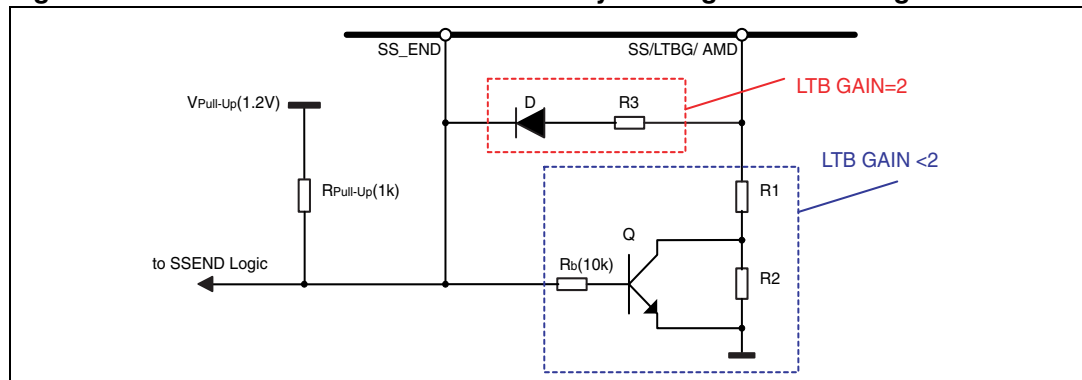 SS_END
SS/LTBG/ AMD
LTB GAIN=2
D
R3
VPull-Up(1.2V)
LTB GAIN <2
R1
RPull-Up(1k)
Q
to SSEND Logic
Rb(10k)
R2